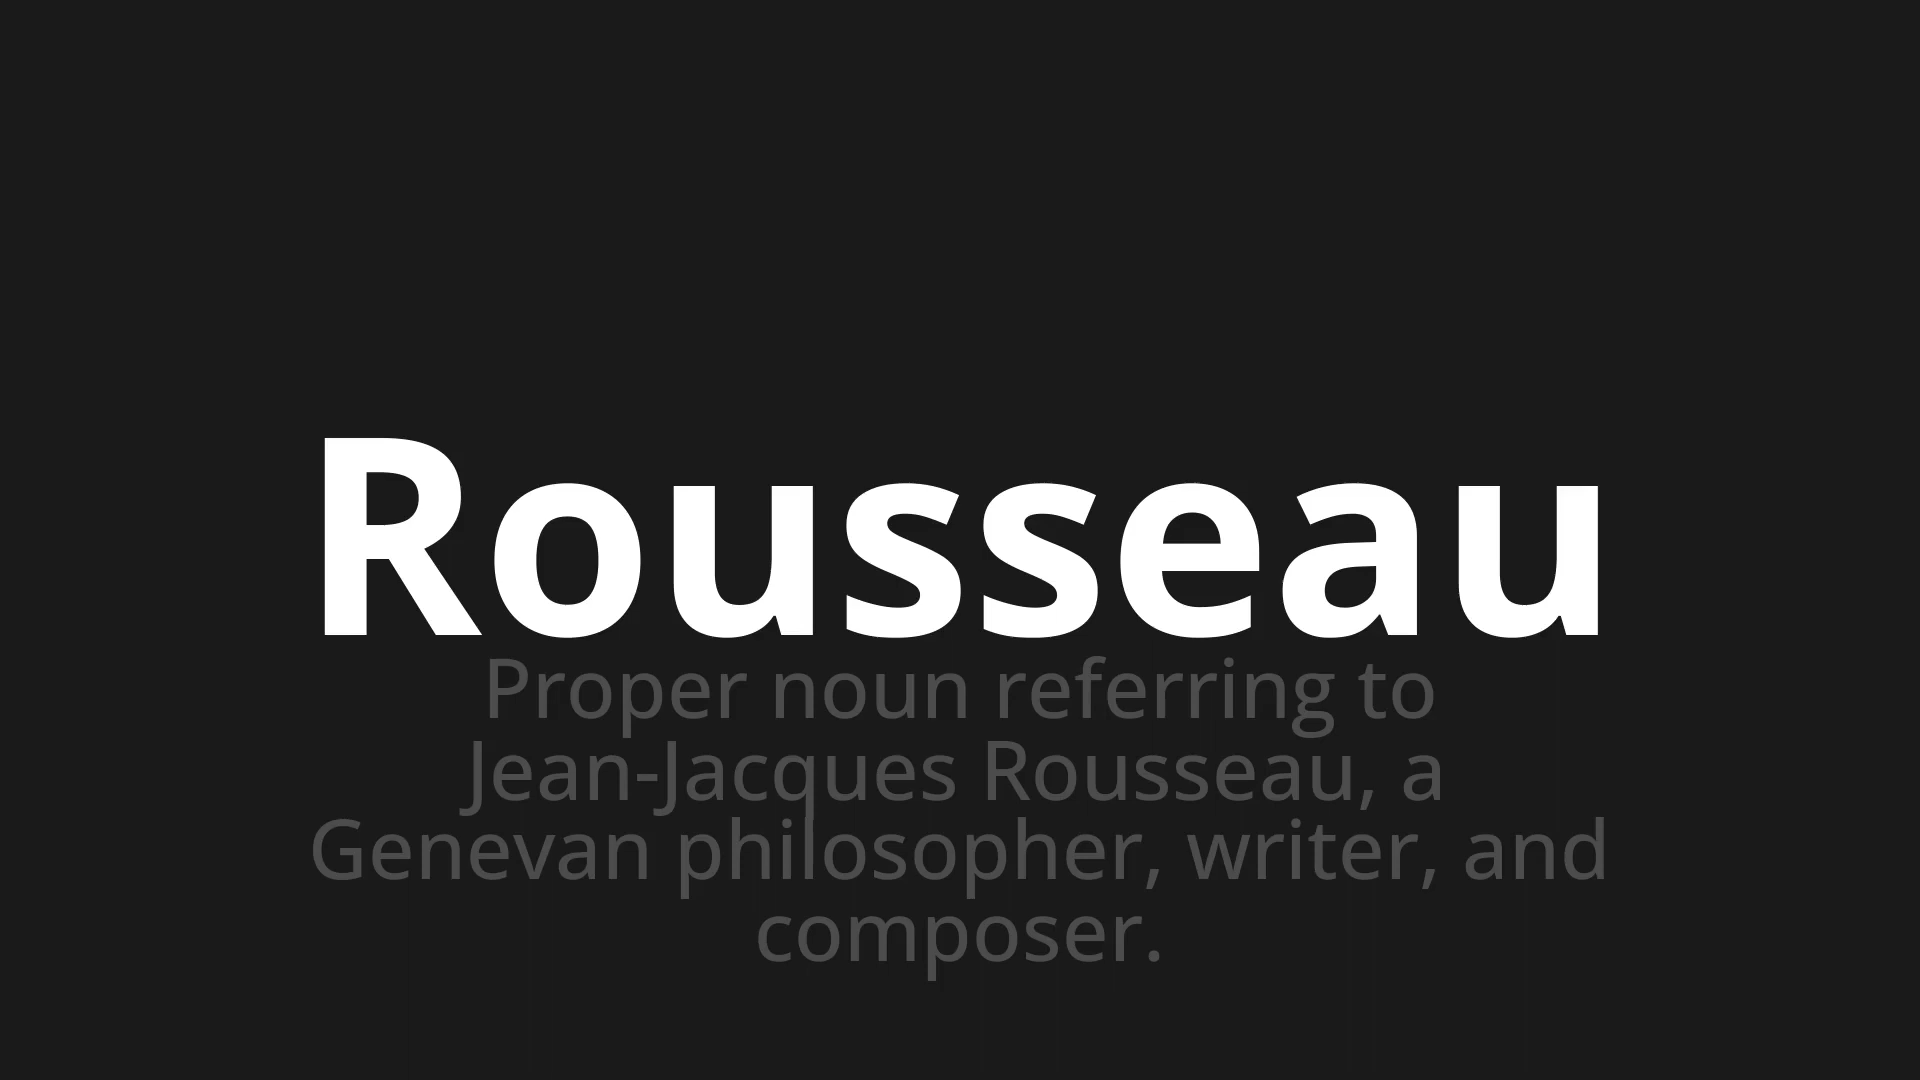 Rousseau
Proper noun referring to
Jean-Jacques Rousseau, a
Genevan philosopher, writer, and
composer.